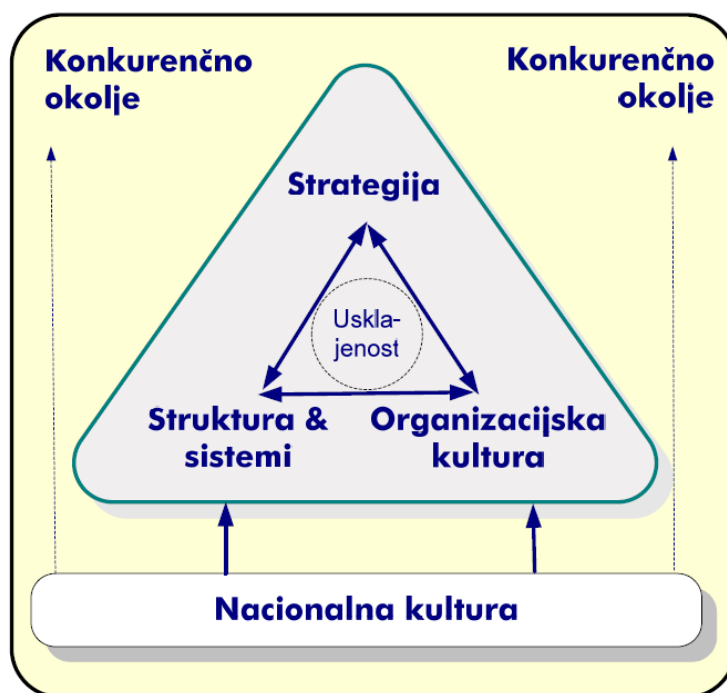 Konkurenčno
okolje
Konkurenčno
okolje
Strategija
Uskla-
jenost
Struktura &
sistemi
Organizacijska
kultura
Nacionalna kultura